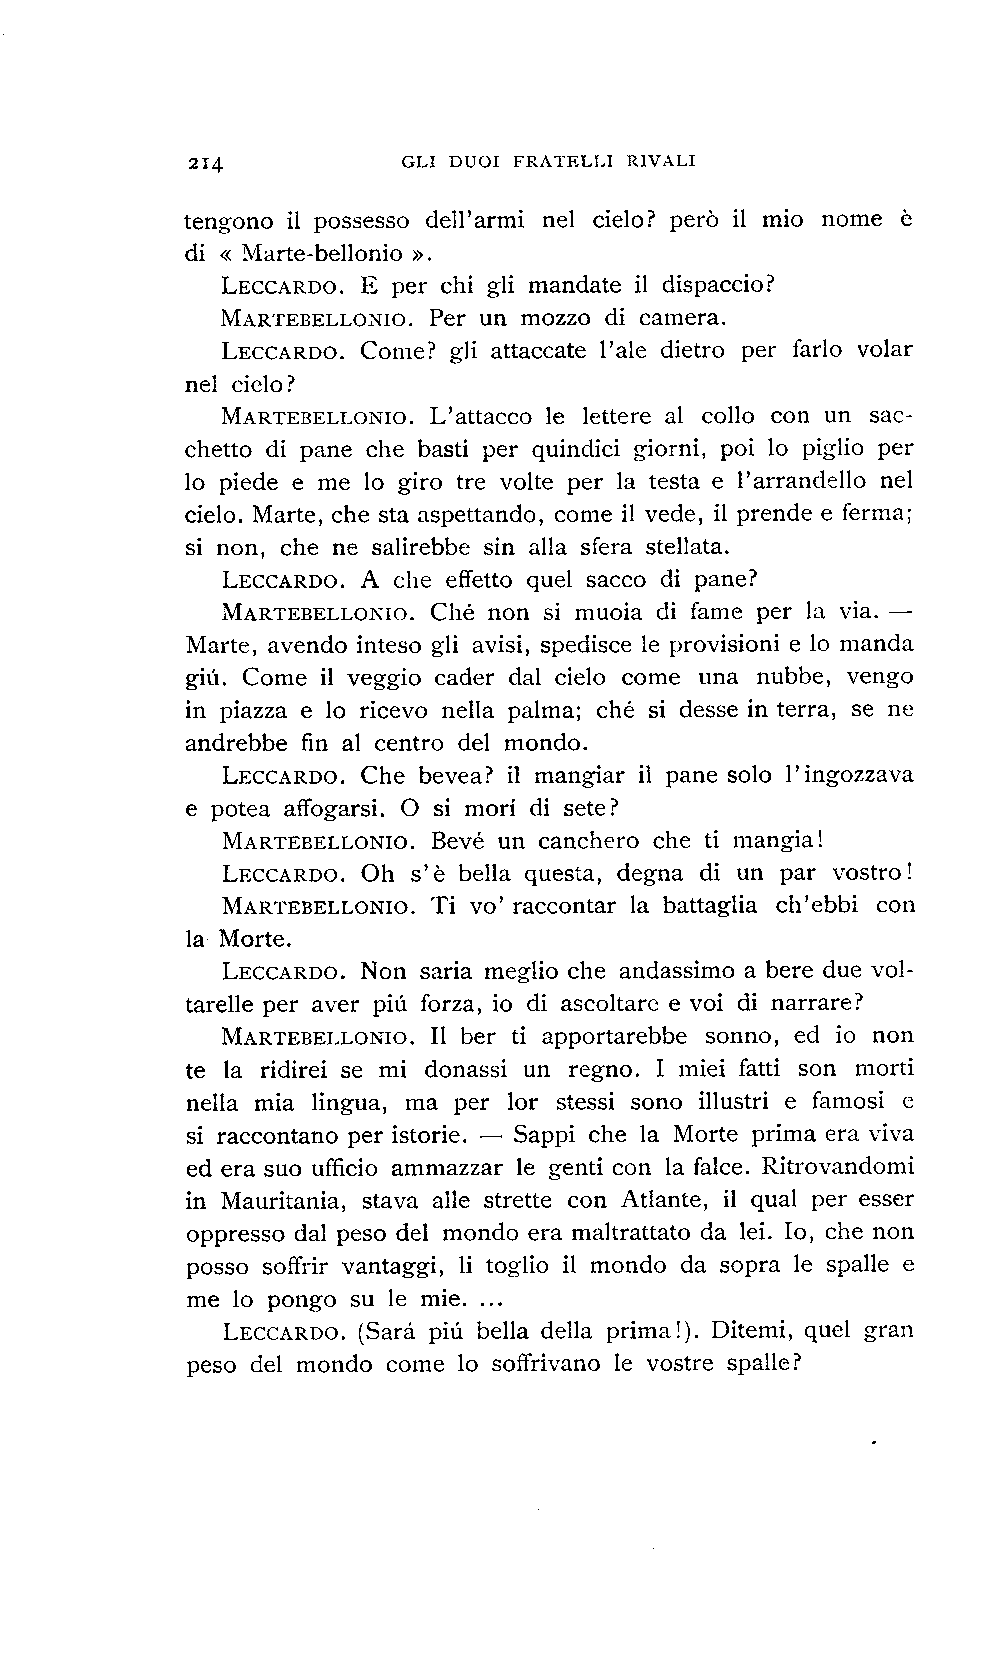 214 GLI DUOI FRATELLI RIVALI
tengono il possesso dell'armi nel cielo? però il mio nome è
di « Marte-bellonio ».
LECCARDO. E per chi gli mandate il dispaccio?
MARTEBELLONIO. Per un mozzo di camera.
LECCARDO. Come? gli attaccate l'ale dietro per farlo volar
nel cielo?
MARTEBELLONIO. L'attacco le lettere al collo con un sac-
chetto di pane che basti per quindici giorni, poi lo piglio per
lo piede e me lo giro tre volte per la testa e l'arrandello nel
cielo. Marte, che sta aspettando, come il vede, il prende e ferma;
si non, che ne salirebbe sin alla sfera stellata.
LECCARDO. A che effetto quel sacco di pane?
MARTEBELLONIO. Ché non si muoia di fame per la via. —
Marte, avendo inteso gli avisi, spedisce le provisioni e lo manda
giú. Come il veggio cader dal cielo come una nubbe, vengo
in piazza e lo ricevo nella palma; ché si desse in terra, se ne
andrebbe fin al centro del mondo.
LECCARDO. Che bevea? il mangiar il pane solo l'ingozzava
e potea affogarsi. O si morí di sete?
MARTEBELLONIO. Bevé un canchero che ti mangia!
LECCARDO. Oh s'è bella questa, degna di un par vostro!
MARTEBELLONIO. Ti vo' raccontar la battaglia ch'ebbi con
la Morte.
LECCARDO. Non saria meglio che andassimo a bere due vol-
tarelle per aver piú forza, io di ascoltare e voi di narrare?
MARTEBELLONIO. Il ber ti apportarebbe sonno, ed io non
te la ridirei se mi donassi un regno. I miei fatti son morti
nella mia lingua, ma per lor stessi sono illustri e famosi e
si raccontano per istorie. — Sappi che la Morte prima era viva
ed era suo ufficio ammazzar le genti con la falce. Ritrovandomi
in Mauritania, stava alle strette con Atlante, il qual per esser
oppresso dal peso del mondo era maltrattato da lei. Io, che non
posso soffrir vantaggi, li toglio il mondo da sopra le spalle e
me lo pongo su le mie. ...
LECCARDO. (Sará piú bella della prima!). Ditemi, quel gran
peso del mondo come lo soffrivano le vostre spalle?